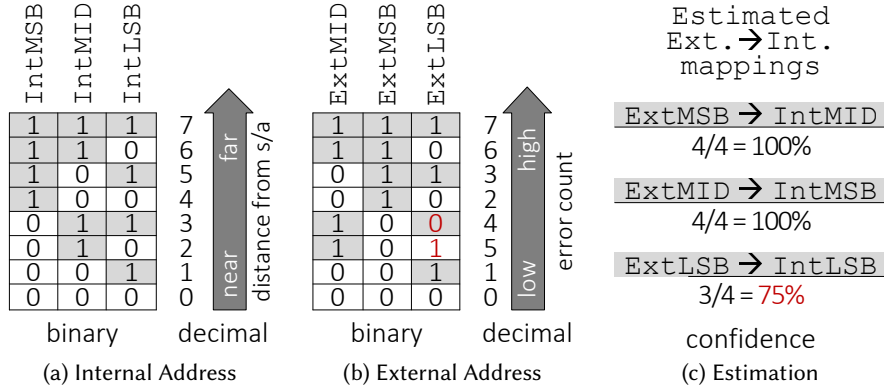 IntMSB IntMID IntLSB
1 1 1 7
1 1 0 6
1 0 1 5
1 0 0 4
0 1 1 3
0 1 0 2
0 0 1 1
0 0 0 0
near far
distance from s/a
binary decimal
(a) Internal Address
ExtMID ExtMSB ExtLSB
1 1 1 7
1 1 0 6
0 1 1 3
0 1 0 2
1 0 0 4
1 0 1 5
0 0 1 1
0 0 0 0
low high
error count
binary decimal
(b) External Address
Estimated
Ext.→Int.
mappings
ExtMSB → IntMID
4/4 = 100%
ExtMID → IntMSB
4/4 = 100%
ExtLSB → IntLSB
3/4 = 75%
confidence
(c) Estimation